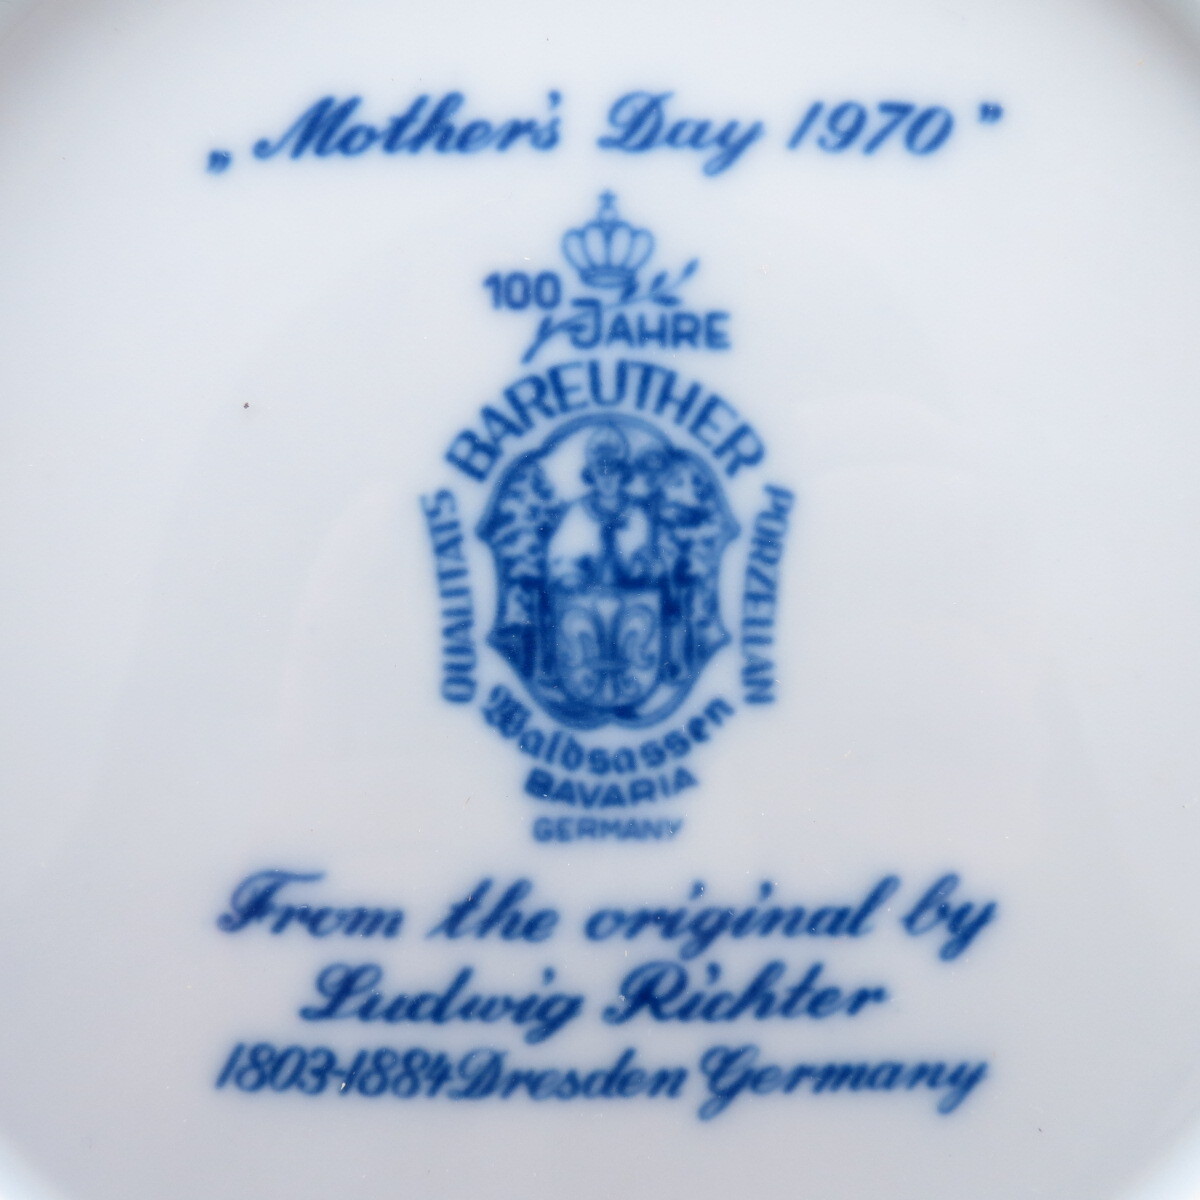 „Mother's Day 1970”
100
JAHRE
BAREUTHER
QUALITÄTS
PORZELLAN
Waldsassen
BAVARIA
GERMANY
From the original by
Ludwig Richter
1803-1884 Dresden Germany